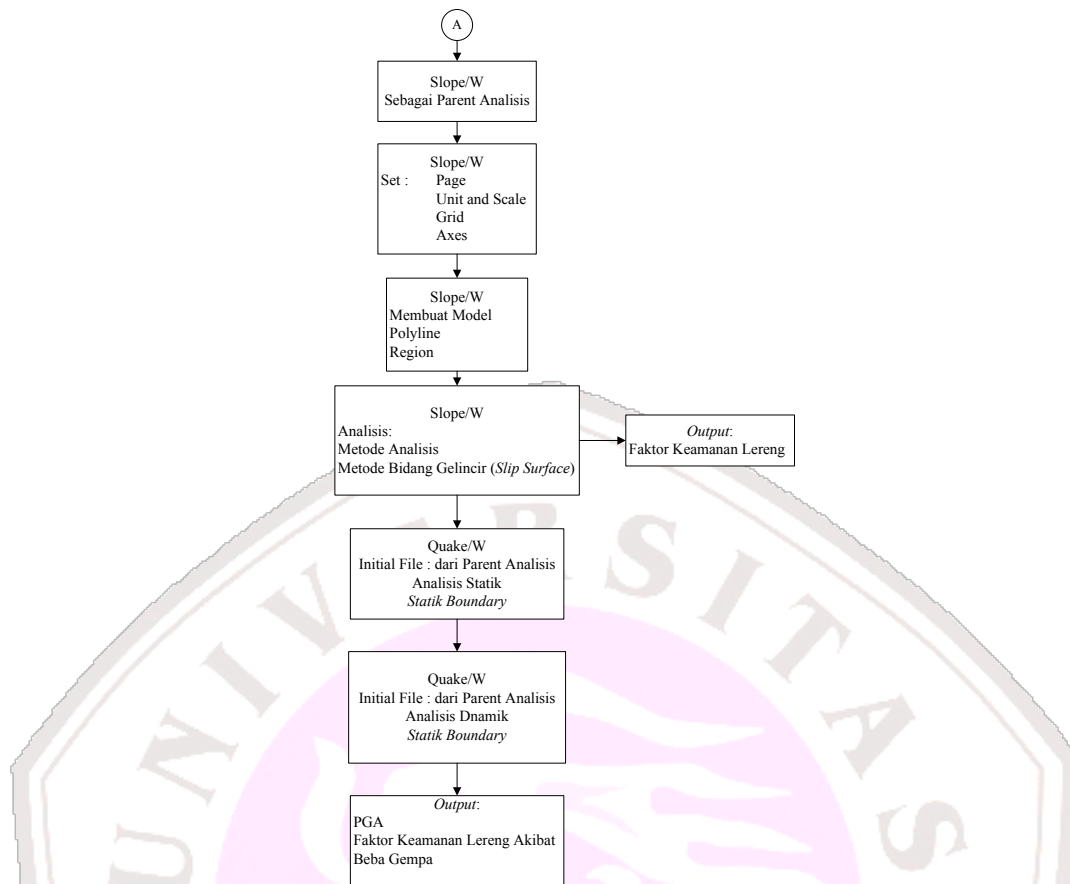 A
Slope/W
Sebagai Parent Analisis
Slope/W
Set : Page
Unit and Scale
Grid
Axes
Slope/W
Membuat Model
Polyline
Region
Slope/W
Analisis:
Metode Analisis
Metode Bidang Gelincir (Slip Surface)
Output:
Faktor Keamanan Lereng
Quake/W
Initial File : dari Parent Analisis
Analisis Statik
Statik Boundary
Quake/W
Initial File : dari Parent Analisis
Analisis Dnamik
Statik Boundary
Output:
PGA
Faktor Keamanan Lereng Akibat
Beba Gempa
UNIVERSITAS